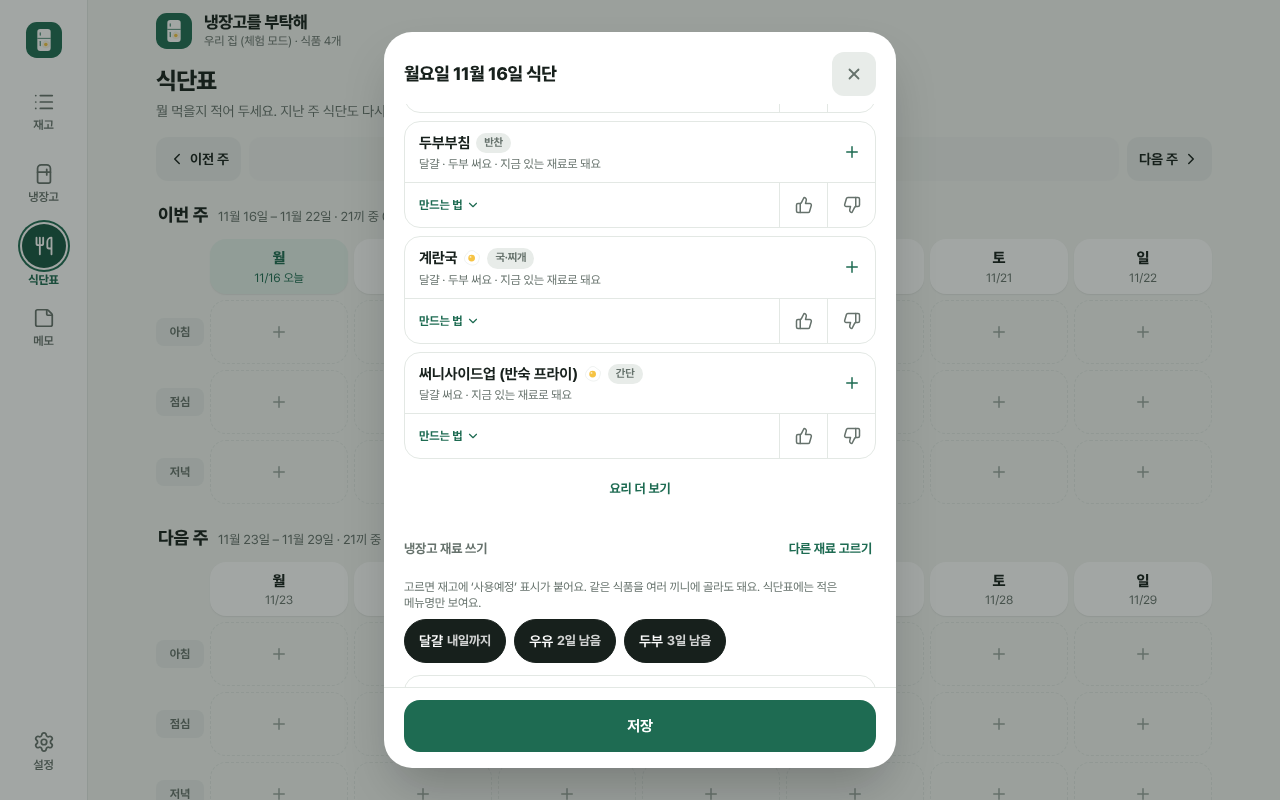 냉장고를 부탁해
우리 집 (체험 모드) · 식품 4개
재고
냉장고
식단표
메모
설정
식단표
뭘 먹을지 적어 두세요. 지난 주 식단도 다시
이전 주
다음 주
이번 주 11월 16일 – 11월 22일 · 21끼 중
월
11/16 오늘
토
11/21
일
11/22
아침
점심
저녁
다음 주 11월 23일 – 11월 29일 · 21끼 중
월
11/23
토
11/28
일
11/29
아침
점심
저녁
월요일 11월 16일 식단
두부부침 반찬
달걀 · 두부 써요 · 지금 있는 재료로 돼요
만드는 법
계란국 국·찌개
달걀 · 두부 써요 · 지금 있는 재료로 돼요
만드는 법
써니사이드업 (반숙 프라이) 간단
달걀 써요 · 지금 있는 재료로 돼요
만드는 법
요리 더 보기
냉장고 재료 쓰기
다른 재료 고르기
고르면 재고에 ‘사용예정’ 표시가 붙어요. 같은 식품을 여러 끼니에 골라도 돼요. 식단표에는 적은
메뉴명만 보여요.
달걀 내일까지
우유 2일 남음
두부 3일 남음
저장